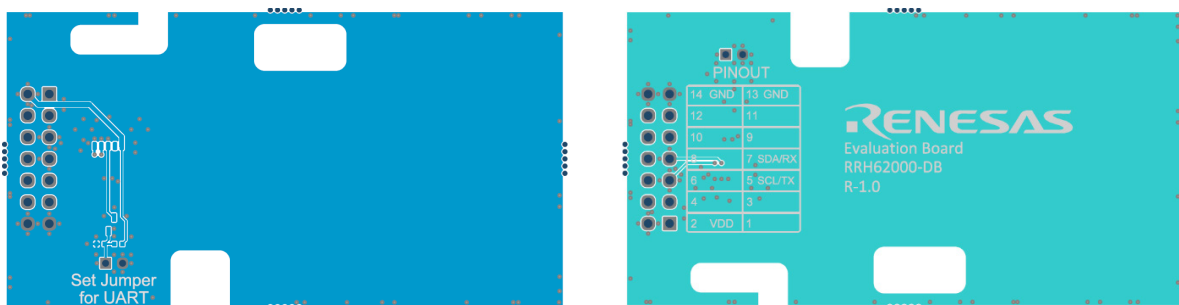 Set Jumper
for UART
PINOUT
14 GND 13 GND
12 11
10 9
8 7 SDA/RX
6 5 SCL/TX
4 3
2 VDD 1
RENESAS
Evaluation Board
RRH62000-DB
R-1.0